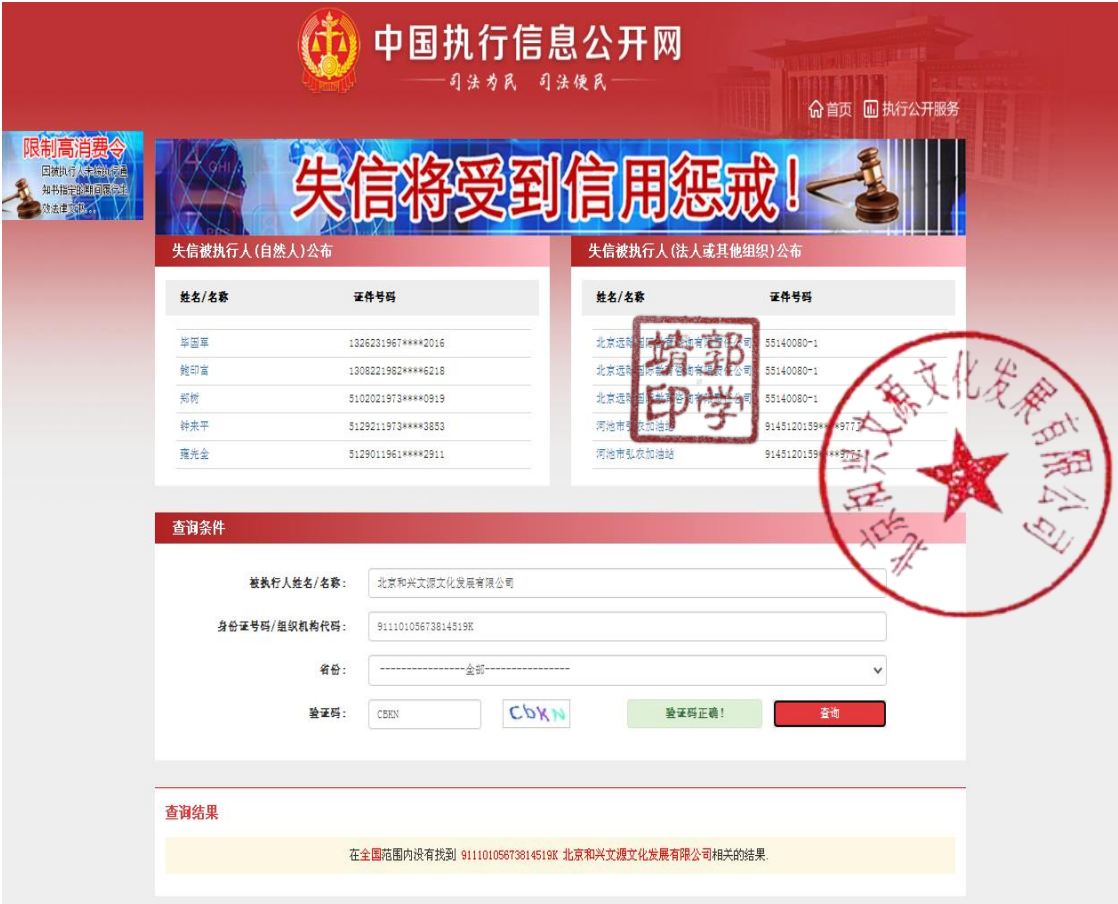 中国执行信息公开网
司法为民 司法便民
首页 执行公开服务
限制高消费令
失信将受到信用惩戒!
失信被执行人(自然人)公布
姓名/名称 证件号码
毕国军 1326231967****2016
鲍印富 1308221982****6218
郑树 5102021973****0919
钟来平 5129211973****3853
雍光金 5129011961****2911
失信被执行人(法人或其他组织)公布
姓名/名称 证件号码
55140080-1
55140080-1
55140080-1
河池市弘农加油站
河池市弘农加油站
郭学靖印
北京和兴文源文化发展有限公司
查询条件
被执行人姓名/名称: 北京和兴文源文化发展有限公司
身份证号码/组织机构代码: 91110105673814519K
省份: ----------------全部----------------
验证码: CBKN CbKN 验证码正确! 查询
查询结果
在全国范围内没有找到 91110105673814519K 北京和兴文源文化发展有限公司相关的结果.